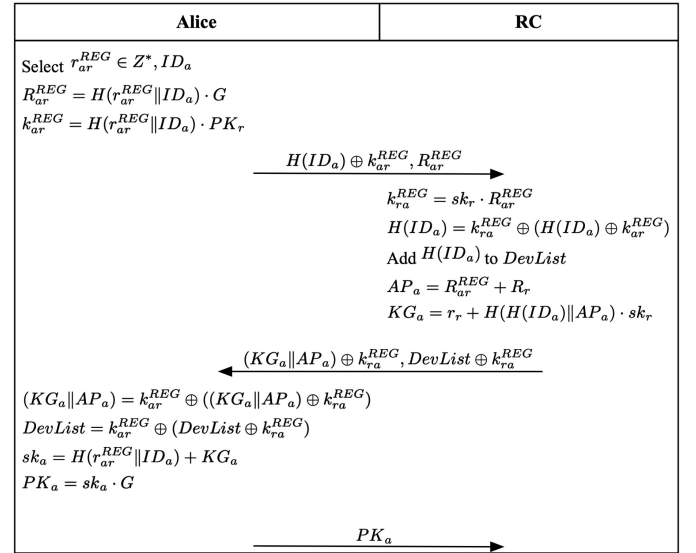 Alice RC
Select r_{ar}^{REG} ∈ Z*, ID_a
R_{ar}^{REG} = H(r_{ar}^{REG}‖ID_a) · G
k_{ar}^{REG} = H(r_{ar}^{REG}‖ID_a) · PK_r
H(ID_a) ⊕ k_{ar}^{REG}, R_{ar}^{REG}
k_{ra}^{REG} = sk_r · R_{ar}^{REG}
H(ID_a) = k_{ra}^{REG} ⊕ (H(ID_a) ⊕ k_{ar}^{REG})
Add H(ID_a) to DevList
AP_a = R_{ar}^{REG} + R_r
KG_a = r_r + H(H(ID_a)‖AP_a) · sk_r
(KG_a‖AP_a) ⊕ k_{ra}^{REG}, DevList ⊕ k_{ra}^{REG}
(KG_a‖AP_a) = k_{ar}^{REG} ⊕ ((KG_a‖AP_a) ⊕ k_{ra}^{REG})
DevList = k_{ar}^{REG} ⊕ (DevList ⊕ k_{ra}^{REG})
sk_a = H(r_{ar}^{REG}‖ID_a) + KG_a
PK_a = sk_a · G
PK_a